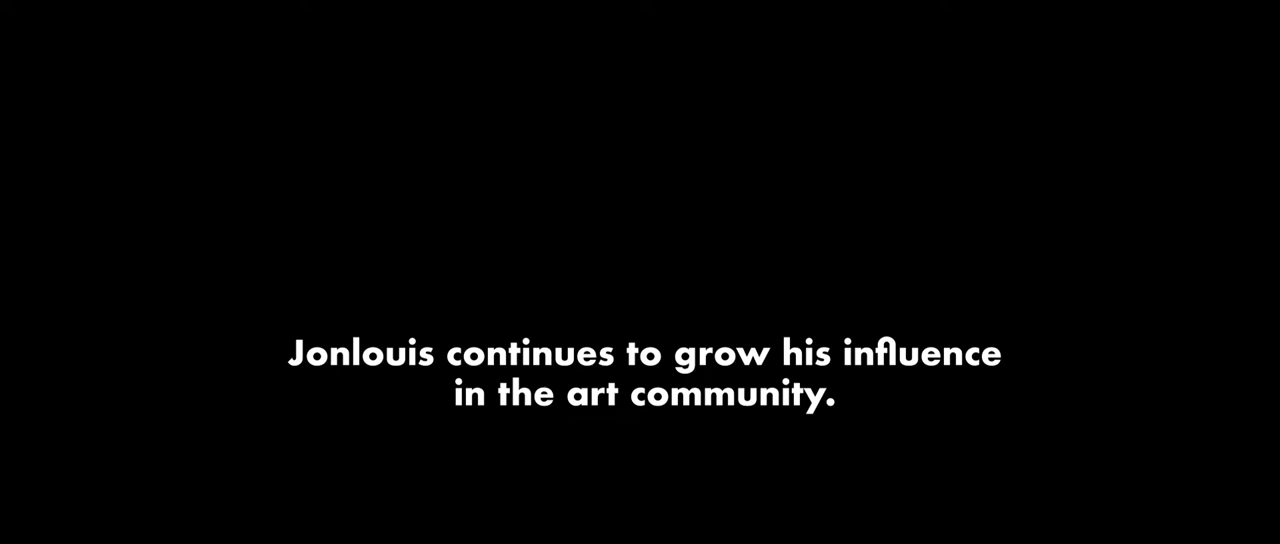 Jonlouis continues to grow his influence
in the art community.